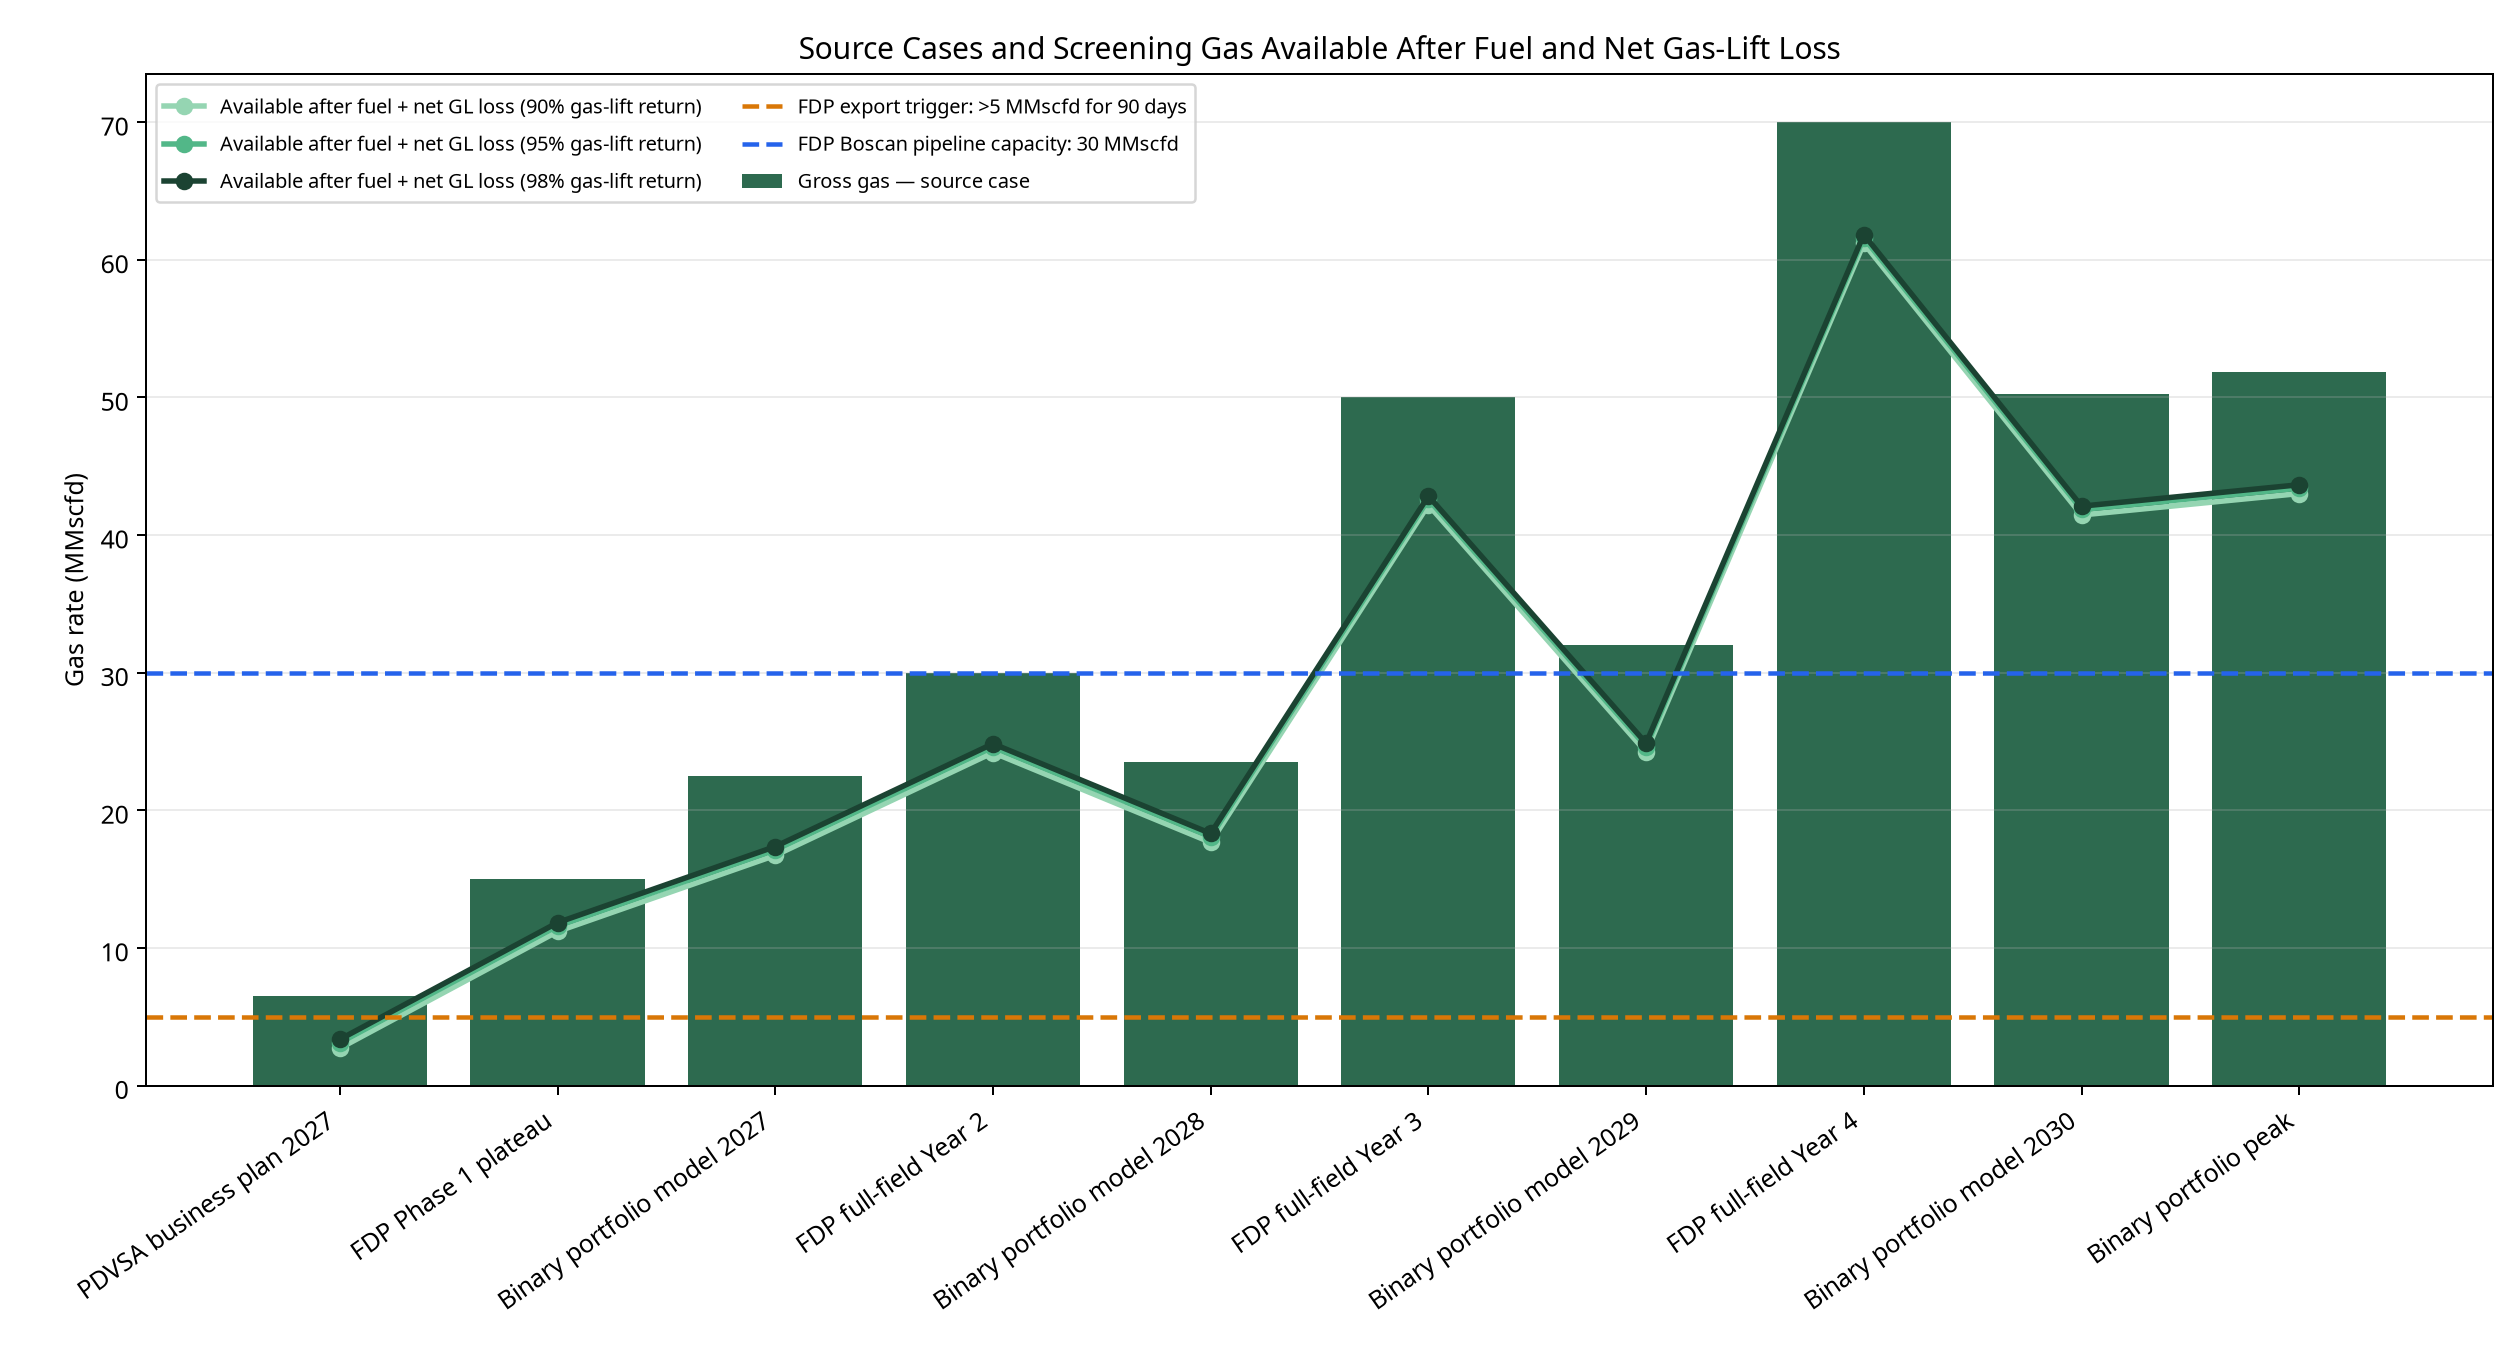 Source Cases and Screening Gas Available After Fuel and Net Gas-Lift Loss
Available after fuel + net GL loss (90% gas-lift return)
Available after fuel + net GL loss (95% gas-lift return)
Available after fuel + net GL loss (98% gas-lift return)
FDP export trigger: >5 MMscfd for 90 days
FDP Boscan pipeline capacity: 30 MMscfd
Gross gas — source case
Gas rate (MMscfd)
70
60
50
40
30
20
10
0
PDVSA business plan 2027
FDP Phase 1 plateau
Binary portfolio model 2027
FDP full-field Year 2
Binary portfolio model 2028
FDP full-field Year 3
Binary portfolio model 2029
FDP full-field Year 4
Binary portfolio model 2030
Binary portfolio peak